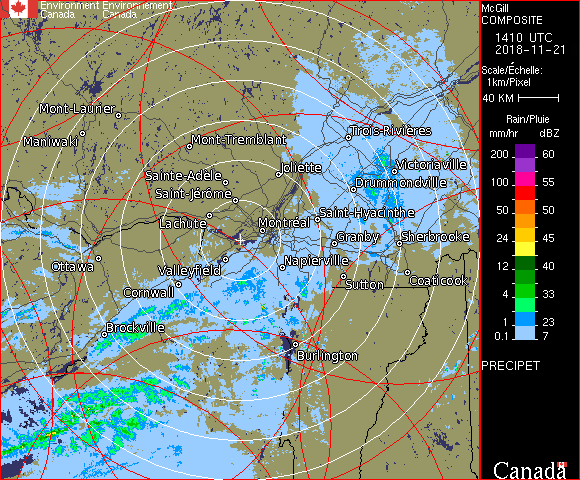 Environment Environnement
Canada Canada
McGill
COMPOSITE
1410 UTC
2018-11-21
Scale/Échelle:
1km/Pixel
40 KM
Rain/Pluie
mm/hr dBZ
200 60
150 57
100 55
50 50
24 45
12 40
4 33
1 23
0.1 7
PRECIPET
Canada
Mont-Laurier
Maniwaki
Mont-Tremblant
Trois-Rivières
Joliette
Victoriaville
Sainte-Adèle
Drummondville
Saint-Jérôme
Saint-Hyacinthe
Lachute
Montréal
Granby
Sherbrooke
Ottawa
Valleyfield
Napierville
Cornwall
Sutton
Coaticook
Brockville
Burlington